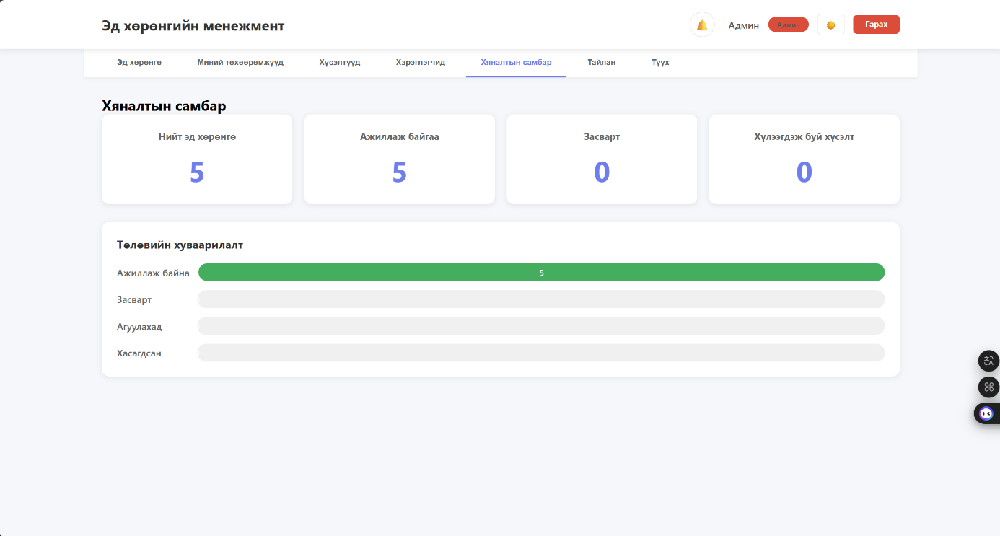 Эд хөрөнгийн менежмент
Админ
Админ
Гарах
Эд хөрөнгө
Миний төхөөрөмжүүд
Хүсэлтүүд
Хэрэглэгчид
Хяналтын самбар
Тайлан
Түүх
Хяналтын самбар
Нийт эд хөрөнгө
5
Ажиллаж байгаа
5
Засварт
0
Хүлээгдэж буй хүсэлт
0
Төлөвийн хуваарилалт
Ажиллаж байна
5
Засварт
Агуулахад
Хасагдсан